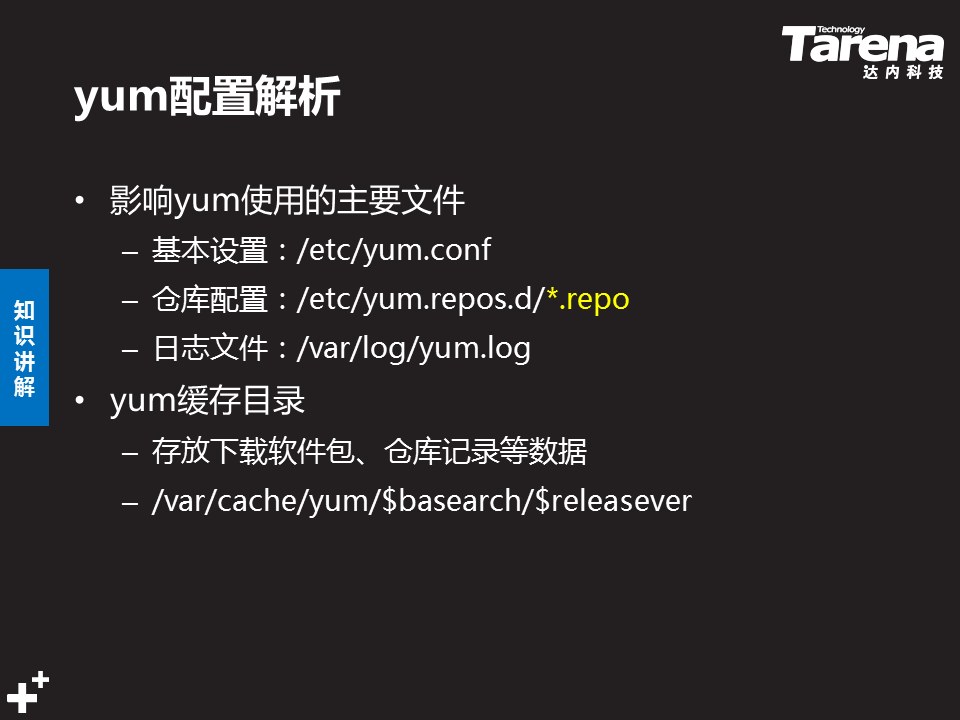 Technology
Tarena
达内科技
yum配置解析
• 影响yum使用的主要文件
– 基本设置：/etc/yum.conf
– 仓库配置：/etc/yum.repos.d/*.repo
– 日志文件：/var/log/yum.log
• yum缓存目录
– 存放下载软件包、仓库记录等数据
– /var/cache/yum/$basearch/$releasever
知识讲解